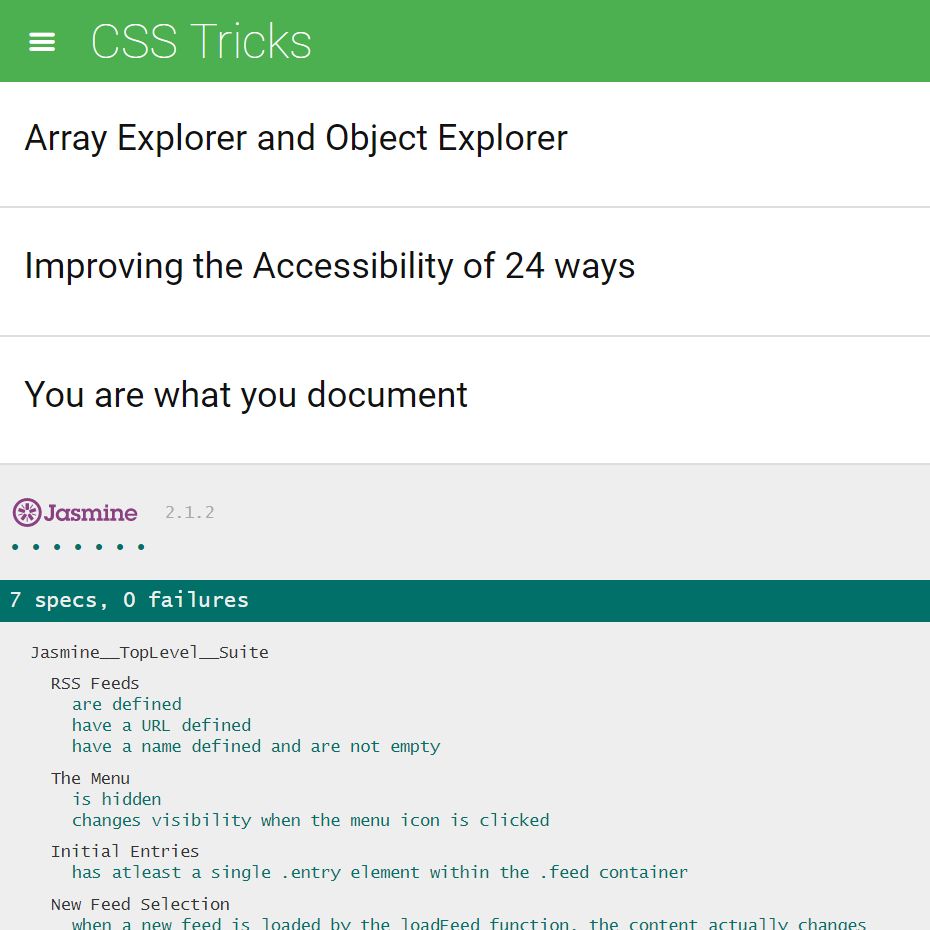 CSS Tricks
Array Explorer and Object Explorer
Improving the Accessibility of 24 ways
You are what you document
Jasmine 2.1.2
7 specs, 0 failures
Jasmine__TopLevel__Suite
RSS Feeds
are defined
have a URL defined
have a name defined and are not empty
The Menu
is hidden
changes visibility when the menu icon is clicked
Initial Entries
has atleast a single .entry element within the .feed container
New Feed Selection
when a new feed is loaded by the loadFeed function, the content actually changes